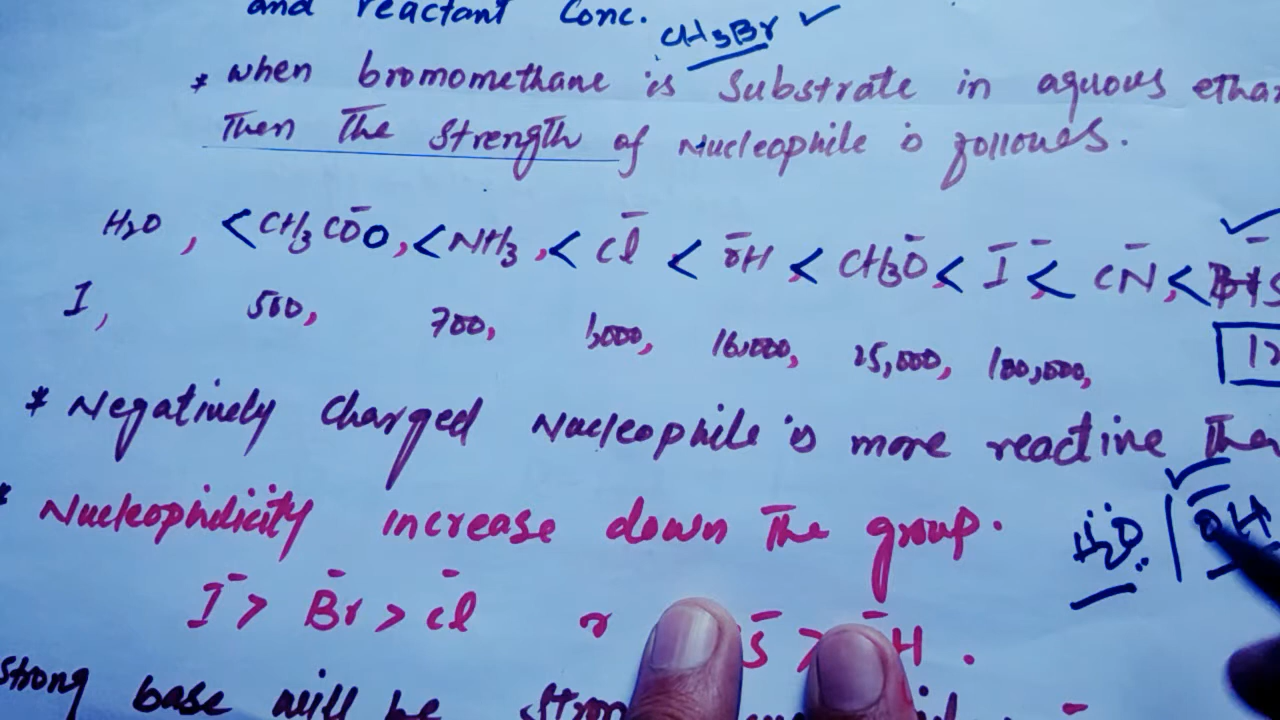 and reactant Conc.
CH3Br ✓
* when bromomethane is Substrate in aquous ethan
Then The Strength of Nucleophile is follows.
H2O, < CH3COO⁻, < NH3, < Cl⁻ < ⁻OH < CH3O⁻ < I⁻, < CN⁻, <
I, 500, 700, 1,000, 16,000, 25,000, 100,000,
* Negatively Charged Nucleophile is more reactive Than
* Nucleophilicity increase down The group.
H2O | OH⁻
I⁻ > Br⁻ > Cl⁻ S⁻ > H.
Strong base will be